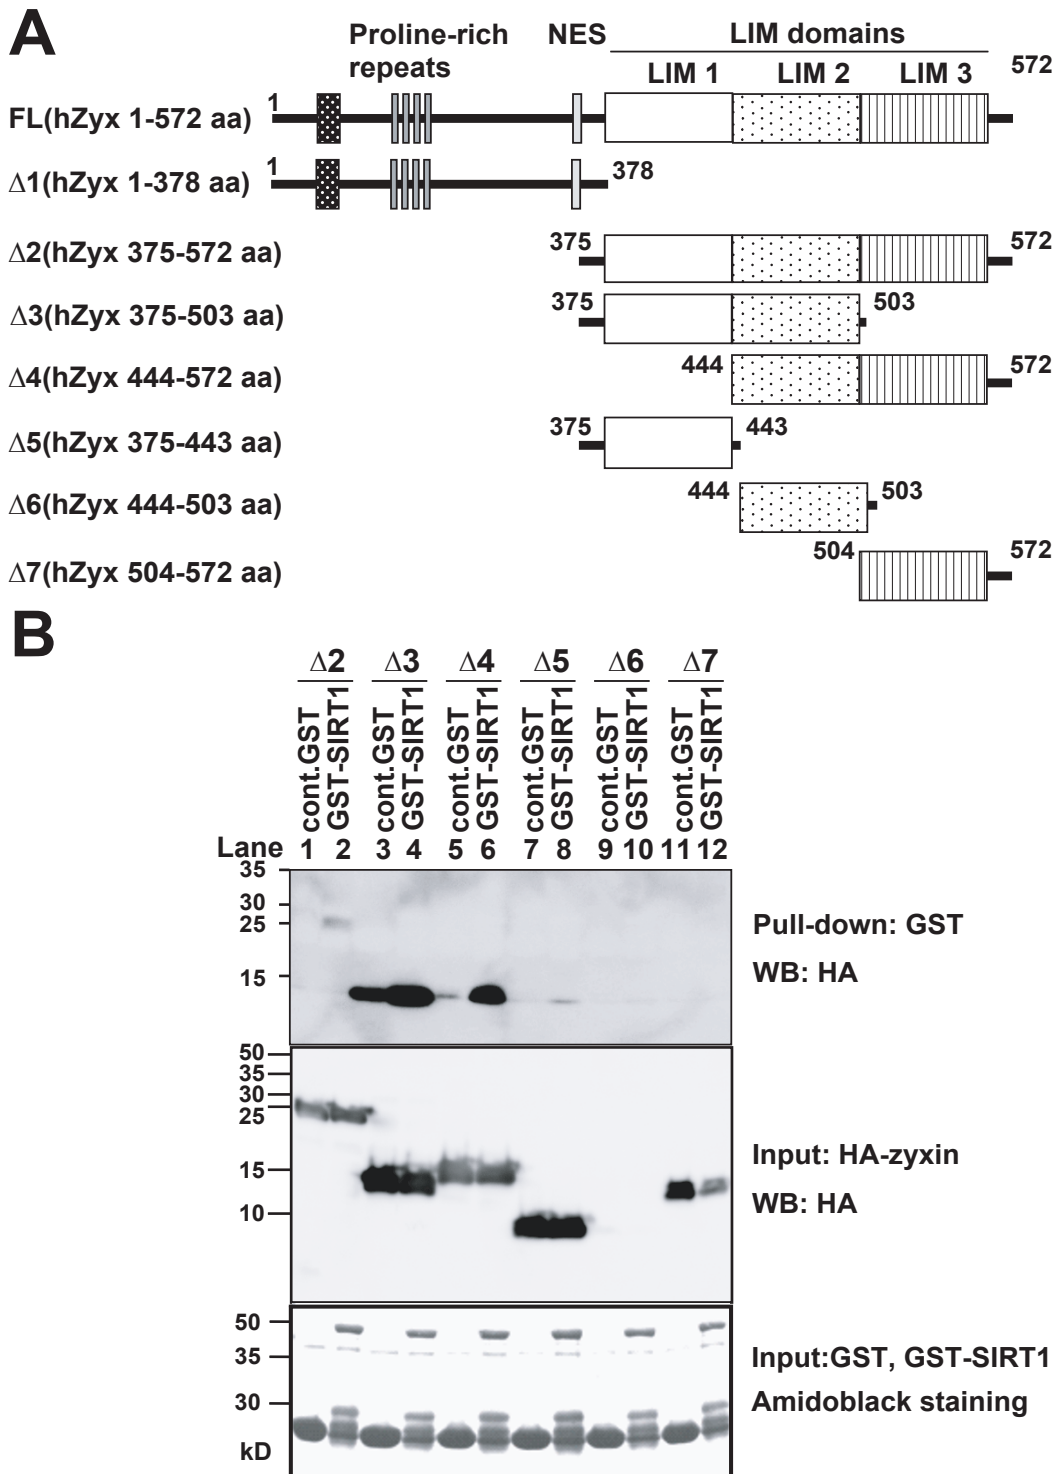 A
Proline-rich
repeats
NES
LIM domains
LIM 1
LIM 2
LIM 3
572
FL(hZyx 1-572 aa)
1
Δ1(hZyx 1-378 aa)
1
378
Δ2(hZyx 375-572 aa)
375
572
Δ3(hZyx 375-503 aa)
375
503
Δ4(hZyx 444-572 aa)
444
572
Δ5(hZyx 375-443 aa)
375
443
Δ6(hZyx 444-503 aa)
444
503
Δ7(hZyx 504-572 aa)
504
572
B
Δ2 Δ3 Δ4 Δ5 Δ6 Δ7
cont.GST
GST-SIRT1
cont.GST
GST-SIRT1
cont.GST
GST-SIRT1
cont.GST
GST-SIRT1
cont.GST
GST-SIRT1
cont.GST
GST-SIRT1
Lane 1 2 3 4 5 6 7 8 9 10 11 12
35
30
25
15
Pull-down: GST
WB: HA
50
35
30
25
15
10
Input: HA-zyxin
WB: HA
50
35
30
kD
Input:GST, GST-SIRT1
Amidoblack staining